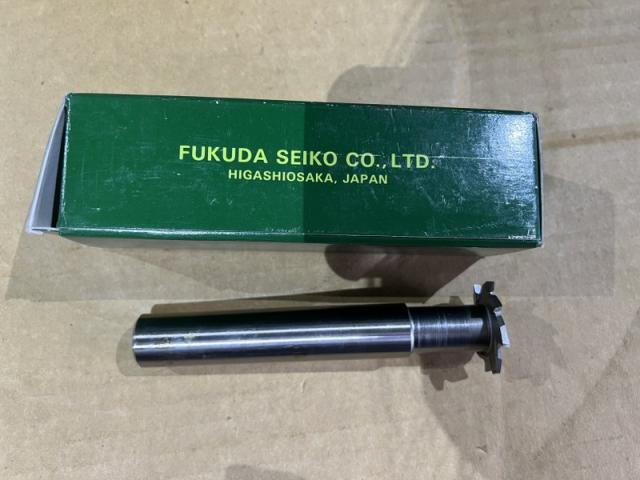 FUKUDA SEIKO CO.,LTD.
HIGASHIOSAKA, JAPAN